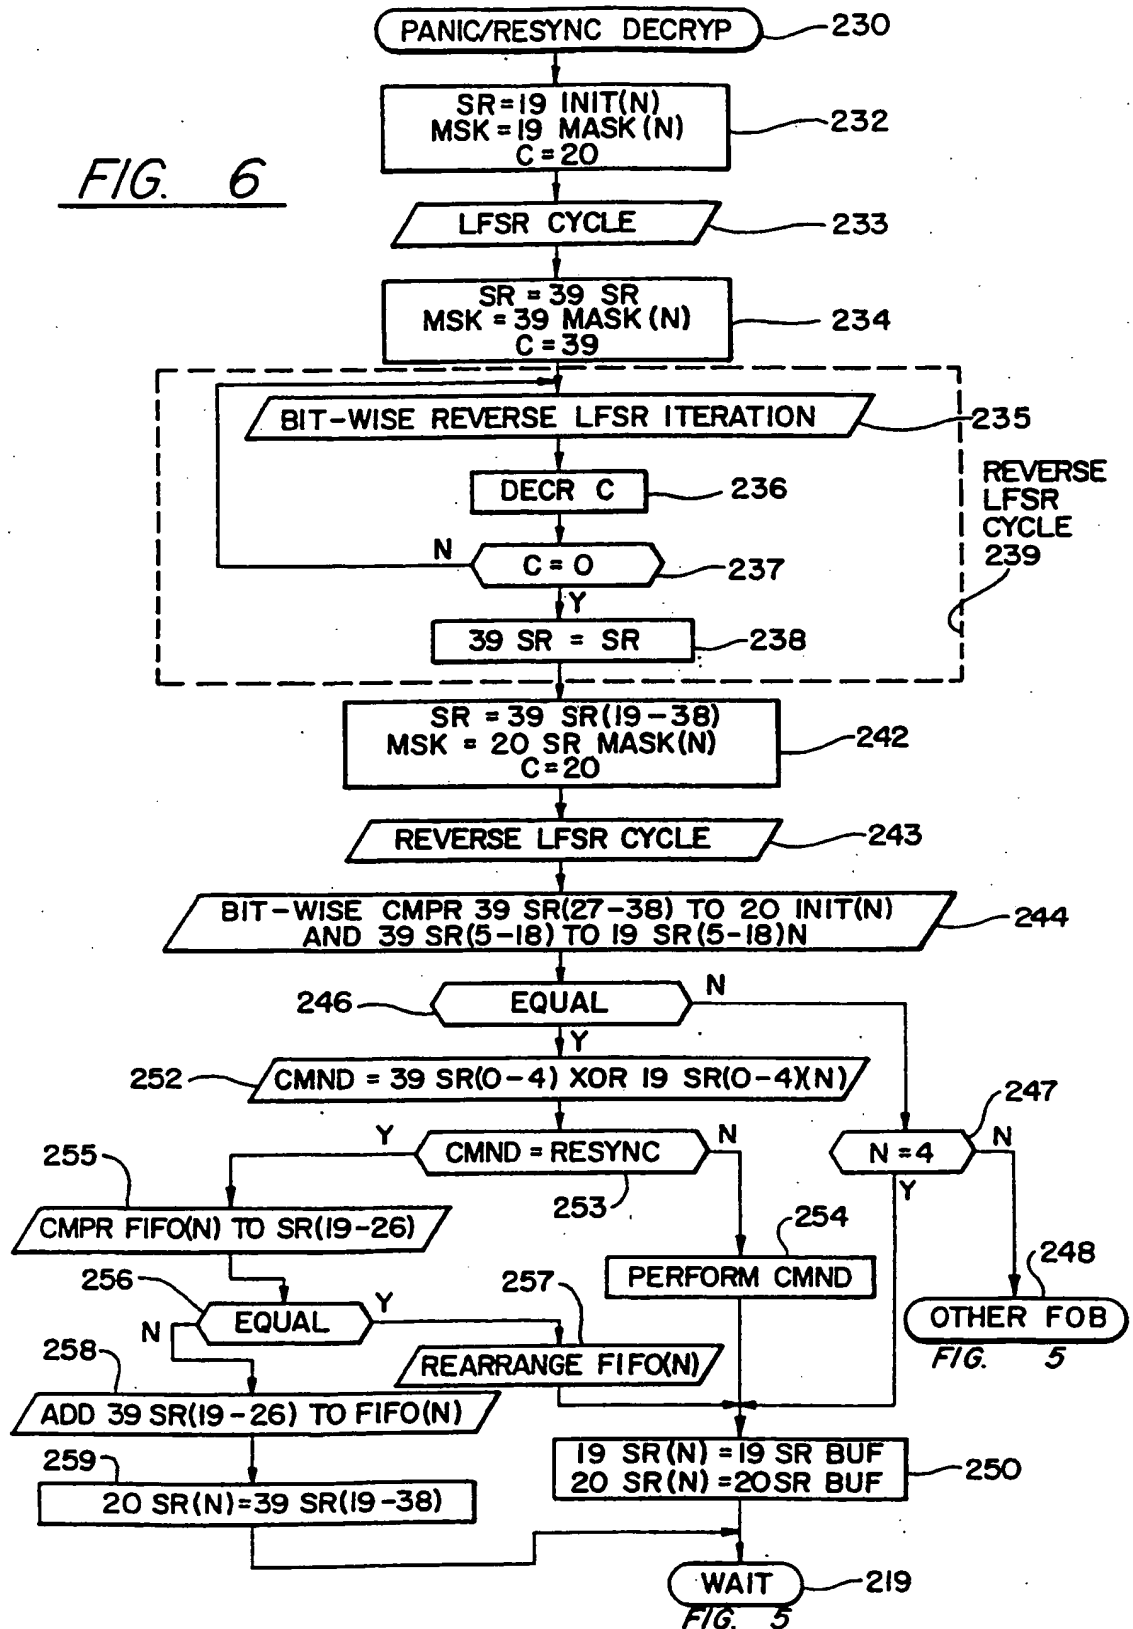 PANIC/RESYNC DECRYP
230
SR=19 INIT(N)
MSK=19 MASK(N)
C=20
232
FIG. 6
LFSR CYCLE
233
SR = 39 SR
MSK = 39 MASK(N)
C=39
234
BIT-WISE REVERSE LFSR ITERATION
235
DECR C
236
REVERSE
LFSR
CYCLE
239
N
C = 0
237
Y
39 SR = SR
238
SR = 39 SR(19-38)
MSK = 20 SR MASK(N)
C=20
242
REVERSE LFSR CYCLE
243
BIT-WISE CMPR 39 SR(27-38) TO 20 INIT(N)
AND 39 SR(5-18) TO 19 SR(5-18)N
244
246
EQUAL
N
Y
252
CMND = 39 SR(0-4) XOR 19 SR(0-4)(N)
247
Y
CMND = RESYNC
N
253
N = 4
N
Y
255
CMPR FIFO(N) TO SR(19-26)
254
PERFORM CMND
248
OTHER FOB
FIG. 5
256
EQUAL
Y
N
257
REARRANGE FIFO(N)
258
ADD 39 SR(19-26) TO FIFO(N)
259
20 SR(N)=39 SR(19-38)
19 SR(N)=19 SR BUF
20 SR(N)=20SR BUF
250
WAIT
219
FIG. 5